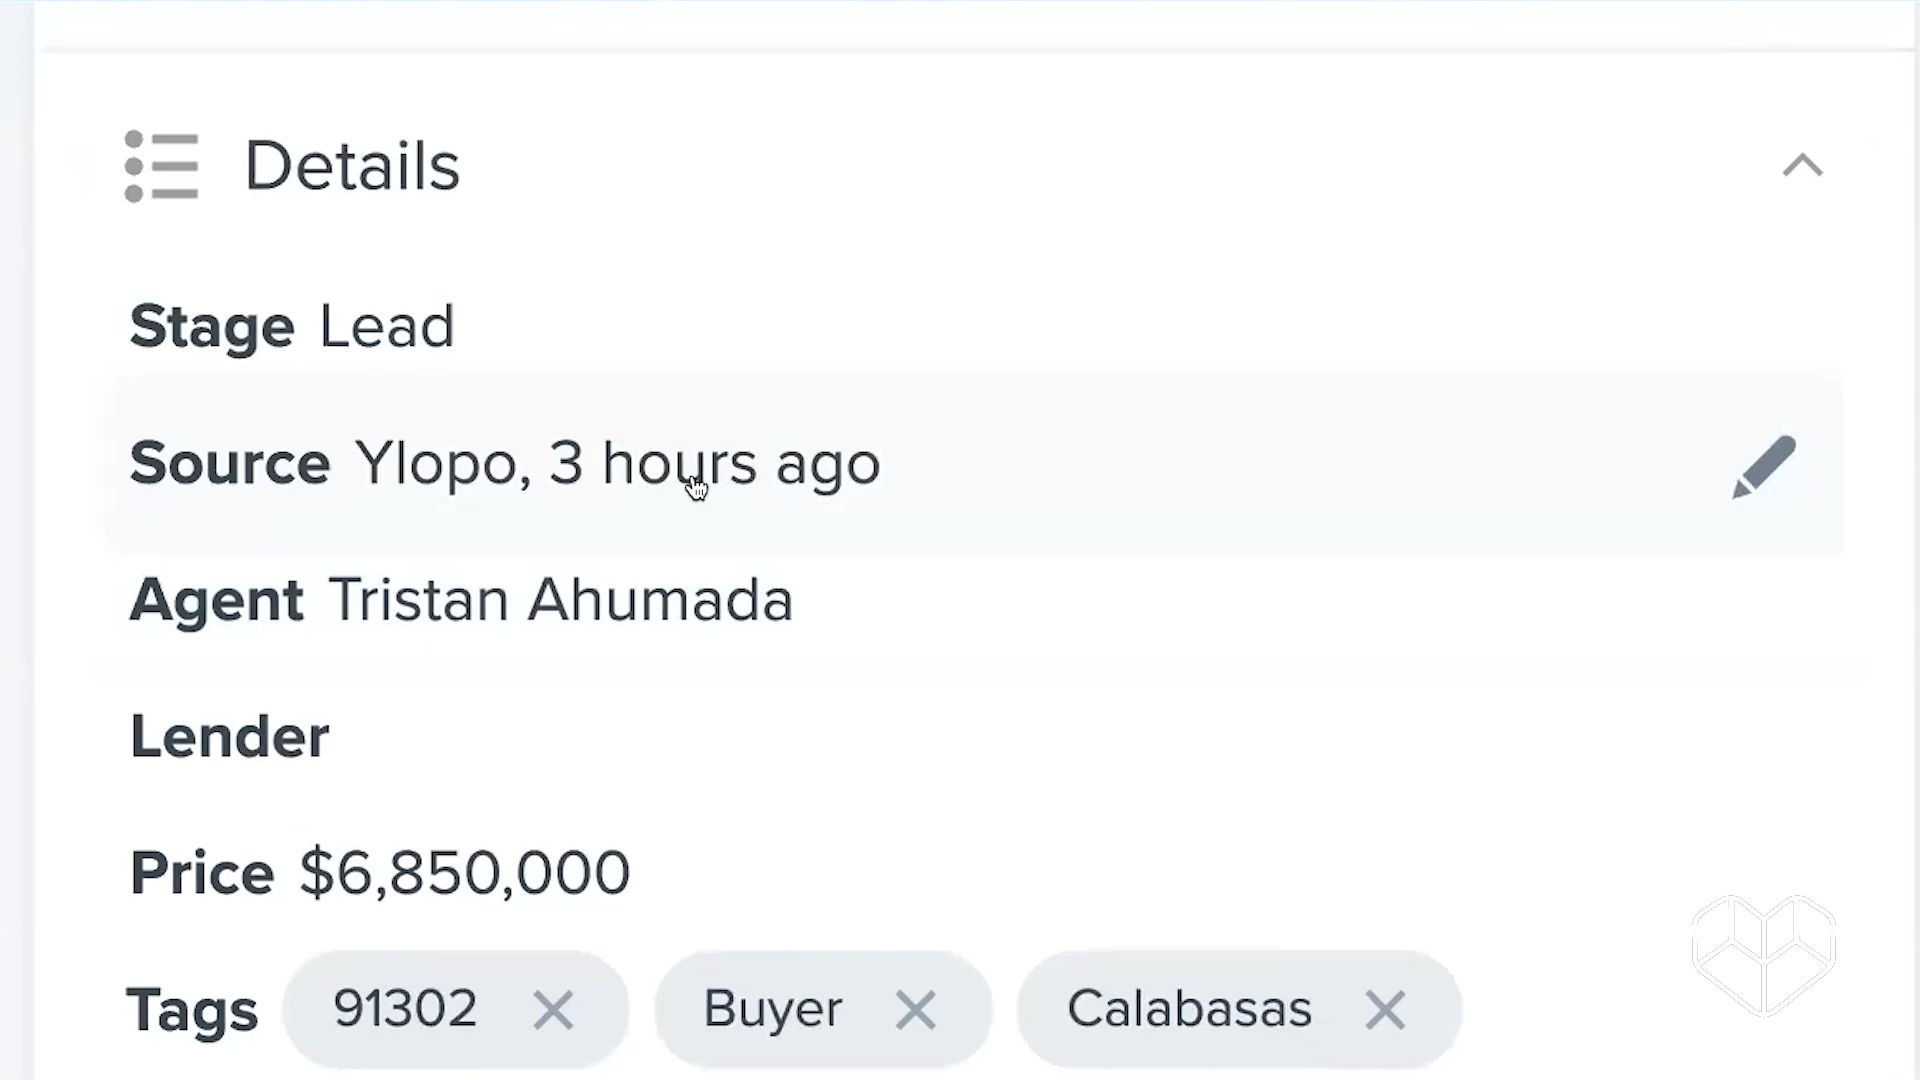 Details
Stage Lead
Source Ylopo, 3 hours ago
Agent Tristan Ahumada
Lender
Price $6,850,000
Tags 91302 Buyer Calabasas